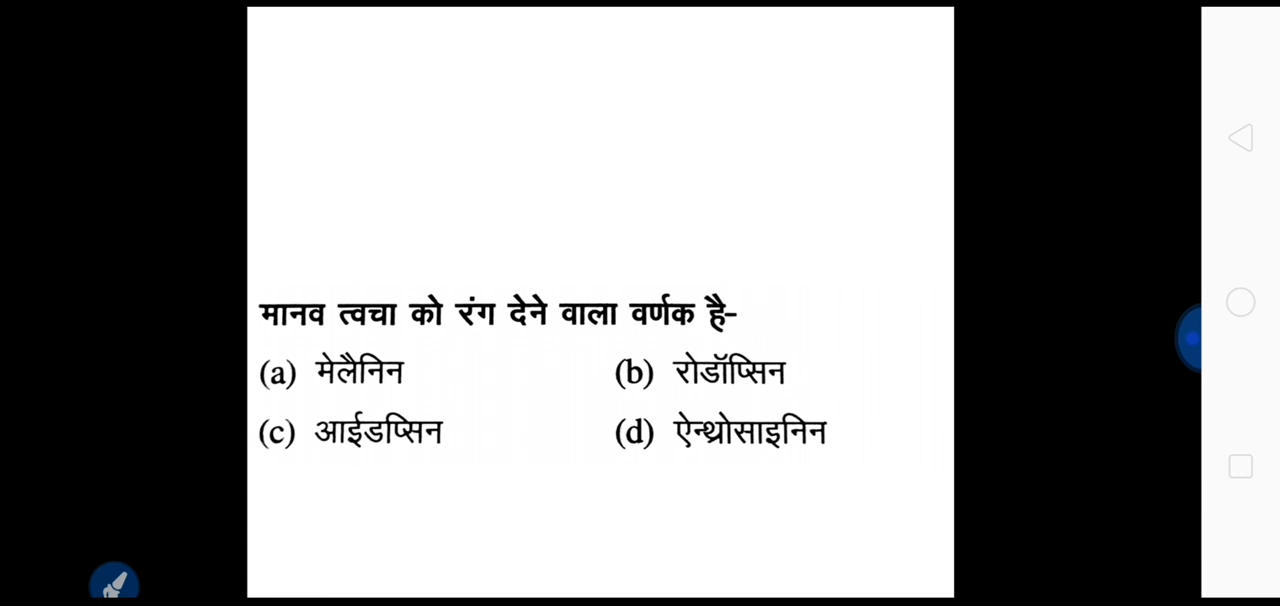 मानव त्वचा को रंग देने वाला वर्णक है-
(a) मेलैनिन (b) रोडॉप्सिन
(c) आईडप्सिन (d) ऐन्थ्रोसाइनिन